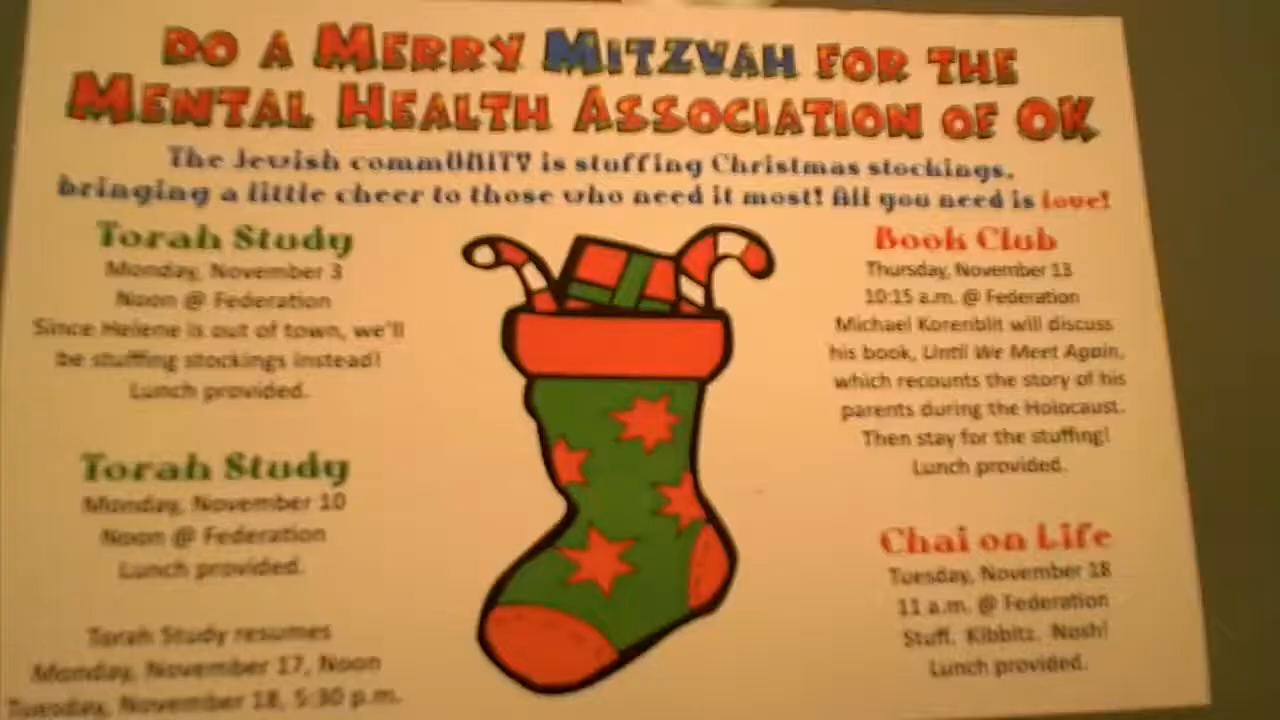 DO A MERRY MITZVAH FOR THE
MENTAL HEALTH ASSOCIATION OF OK
The Jewish commUNITY is stuffing Christmas stockings,
bringing a little cheer to those who need it most! All you need is love!
Torah Study
Monday, November 3
Noon @ Federation
Since Helene is out of town, we'll
be stuffing stockings instead!
Lunch provided.
Torah Study
Monday, November 10
Noon @ Federation
Lunch provided.
Torah Study resumes
Monday, November 17, Noon
Tuesday, November 18, 5:30 p.m.
Book Club
Thursday, November 13
10:15 a.m. @ Federation
Michael Korenblit will discuss
his book, Until We Meet Again,
which recounts the story of his
parents during the Holocaust.
Then stay for the stuffing!
Lunch provided.
Chai on Life
Tuesday, November 18
11 a.m. @ Federation
Stuff. Kibbitz. Nosh!
Lunch provided.